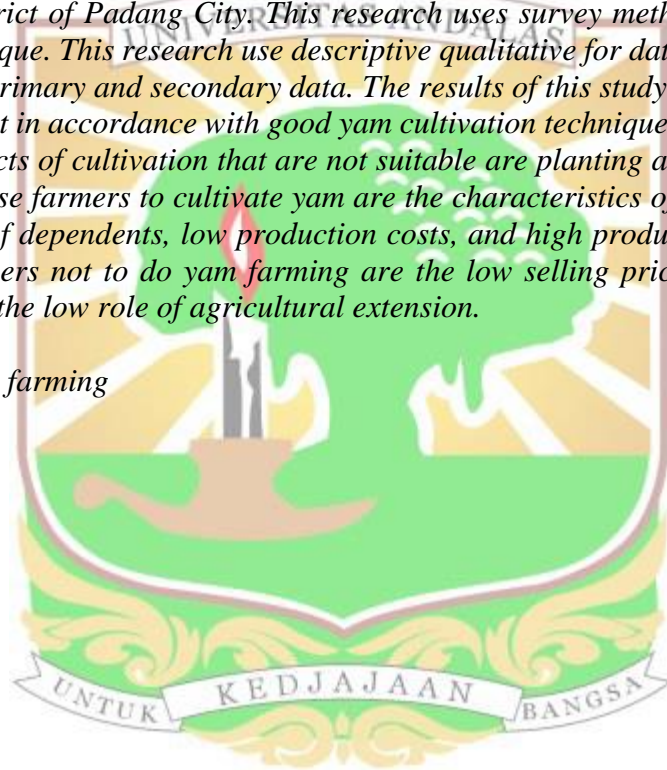 rict of Padang City. This research uses survey meth
UNIVERSITAS ANDALAS
que. This research use descriptive qualitative for dat
rimary and secondary data. The results of this study
t in accordance with good yam cultivation technique
cts of cultivation that are not suitable are planting a
se farmers to cultivate yam are the characteristics of
f dependents, low production costs, and high produ
ers not to do yam farming are the low selling pric
the low role of agricultural extension.
farming
UNTUK KEDJAJAAN BANGSA